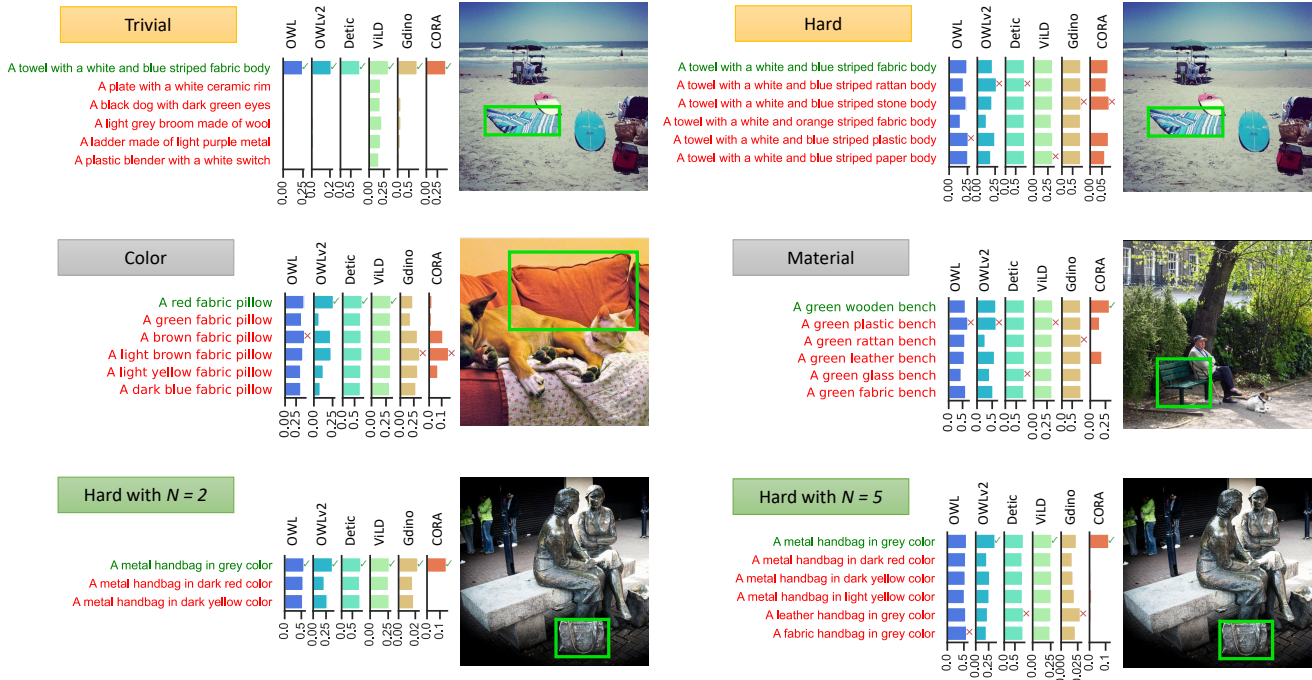 Trivial
OWL
OWLv2
Detic
ViLD
Gdino
CORA
A towel with a white and blue striped fabric body
A plate with a white ceramic rim
A black dog with dark green eyes
A light grey broom made of wool
A ladder made of light purple metal
A plastic blender with a white switch
0.00
0.25
0.0
0.2
0.0
0.5
0.00
0.25
0.0
0.5
0.00
0.25
Hard
OWL
OWLv2
Detic
ViLD
Gdino
CORA
A towel with a white and blue striped fabric body
A towel with a white and blue striped rattan body
A towel with a white and blue striped stone body
A towel with a white and orange striped fabric body
A towel with a white and blue striped plastic body
A towel with a white and blue striped paper body
0.00
0.25
0.00
0.25
0.0
0.5
0.00
0.25
0.0
0.5
0.00
0.05
Color
OWL
OWLv2
Detic
ViLD
Gdino
CORA
A red fabric pillow
A green fabric pillow
A brown fabric pillow
A light brown fabric pillow
A light yellow fabric pillow
A dark blue fabric pillow
0.00
0.25
0.00
0.25
0.0
0.5
0.00
0.25
0.00
0.25
0.0
0.1
Material
OWL
OWLv2
Detic
ViLD
Gdino
CORA
A green wooden bench
A green plastic bench
A green rattan bench
A green leather bench
A green glass bench
A green fabric bench
0.0
0.5
0.0
0.5
0.0
0.5
0.00
0.25
0.0
0.5
0.00
0.25
Hard with N = 2
OWL
OWLv2
Detic
ViLD
Gdino
CORA
A metal handbag in grey color
A metal handbag in dark red color
A metal handbag in dark yellow color
0.0
0.5
0.00
0.25
0.0
0.5
0.00
0.25
0.00
0.02
0.0
0.1
Hard with N = 5
OWL
OWLv2
Detic
ViLD
Gdino
CORA
A metal handbag in grey color
A metal handbag in dark red color
A metal handbag in dark yellow color
A metal handbag in light yellow color
A leather handbag in grey color
A fabric handbag in grey color
0.0
0.5
0.00
0.25
0.0
0.5
0.00
0.25
0.000
0.025
0.0
0.1